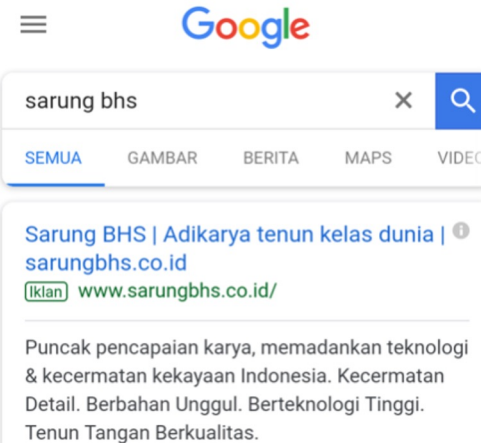 Google
sarung bhs
SEMUA GAMBAR BERITA MAPS VIDEO
Sarung BHS | Adikarya tenun kelas dunia |
sarungbhs.co.id
Iklan www.sarungbhs.co.id/
Puncak pencapaian karya, memadankan teknologi
& kecermatan kekayaan Indonesia. Kecermatan
Detail. Berbahan Unggul. Berteknologi Tinggi.
Tenun Tangan Berkualitas.